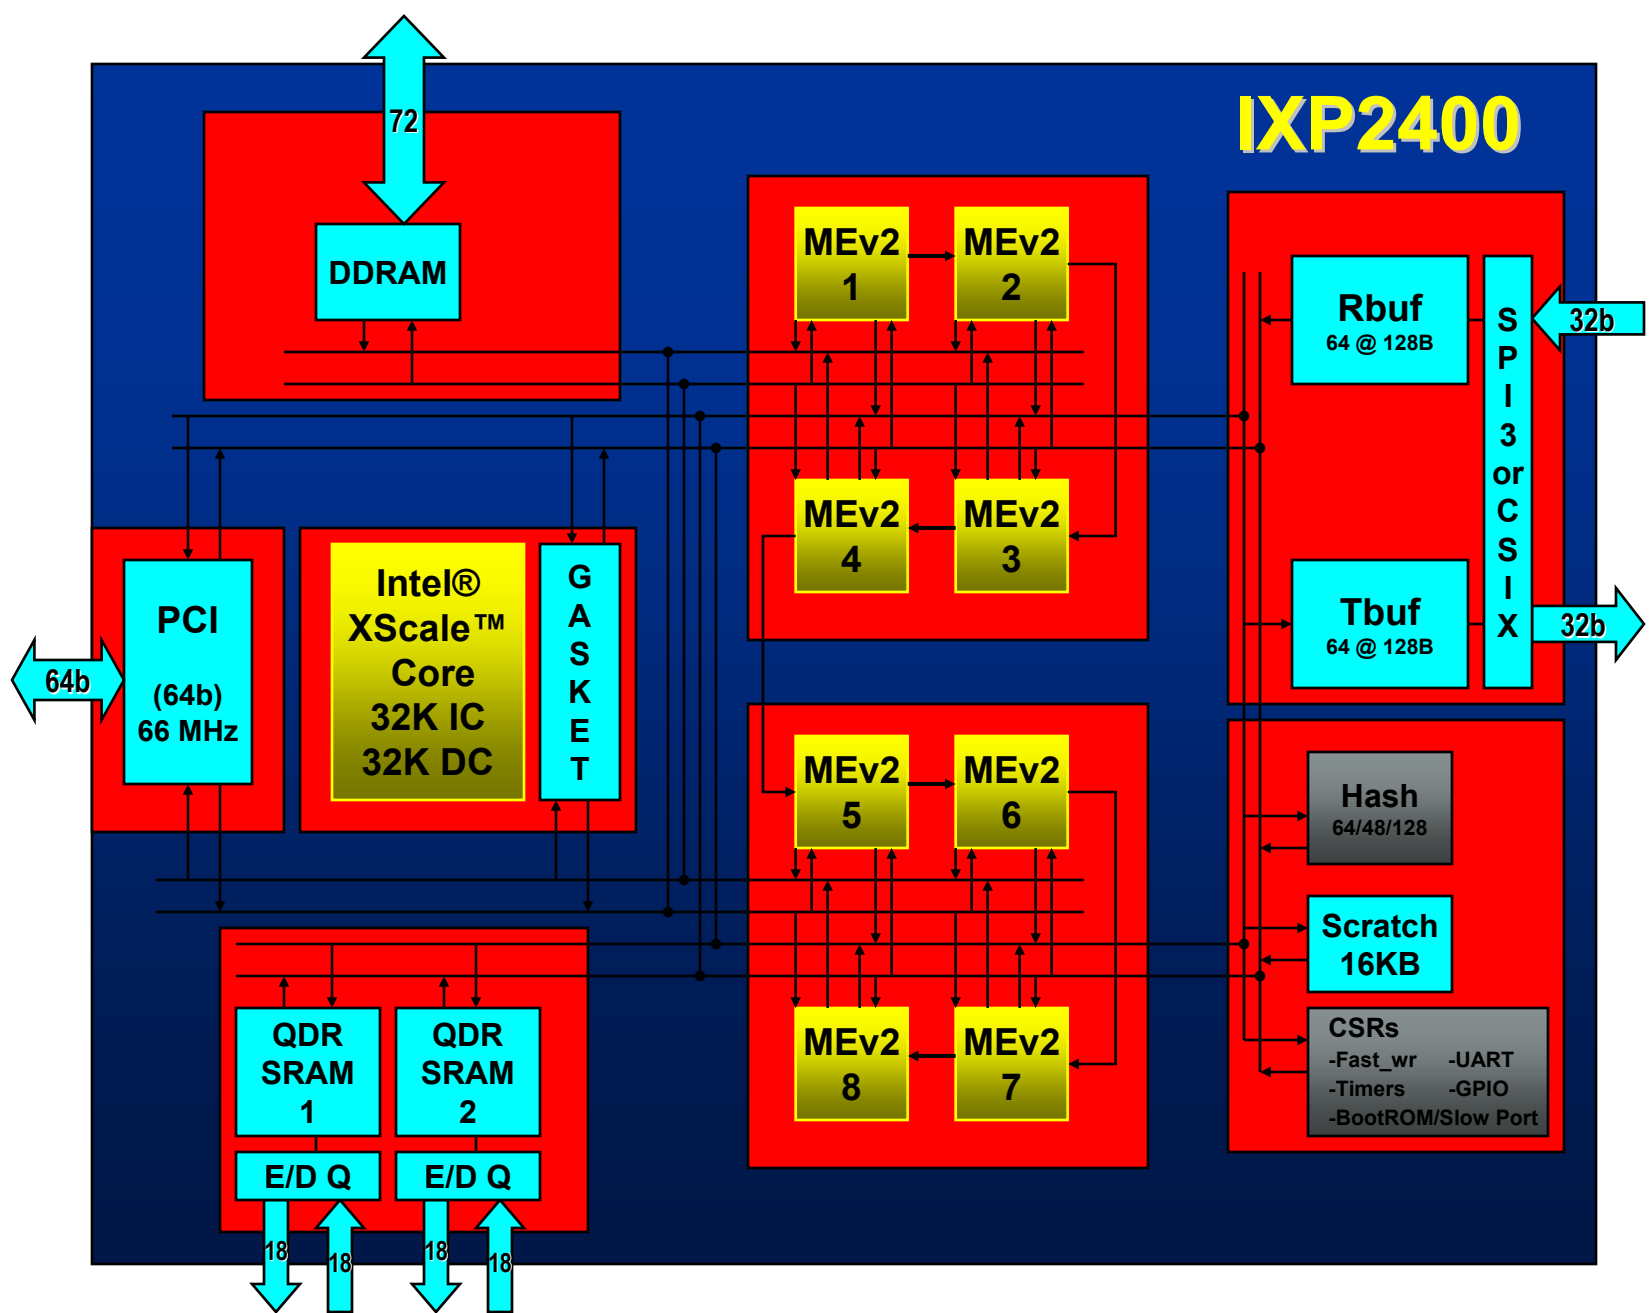 IXP2400
72
DDRAM
MEv2
1
MEv2
2
MEv2
4
MEv2
3
Rbuf
64 @ 128B
Tbuf
64 @ 128B
S
P
I
3
or
C
S
I
X
32b
32b
64b
PCI
(64b)
66 MHz
Intel®
XScale™
Core
32K IC
32K DC
G
A
S
K
E
T
MEv2
5
MEv2
6
MEv2
8
MEv2
7
Hash
64/48/128
Scratch
16KB
CSRs
-Fast_wr -UART
-Timers -GPIO
-BootROM/Slow Port
QDR
SRAM
1
QDR
SRAM
2
E/D Q
E/D Q
18
18
18
18